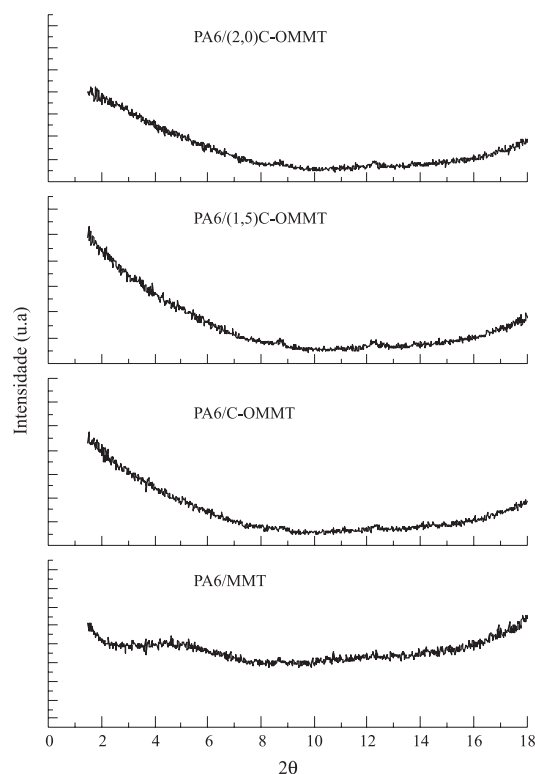 PA6/(2,0)C-OMMT
PA6/(1,5)C-OMMT
Intensidade (u.a)
PA6/C-OMMT
PA6/MMT
0 2 4 6 8 10 12 14 16 18
2θ